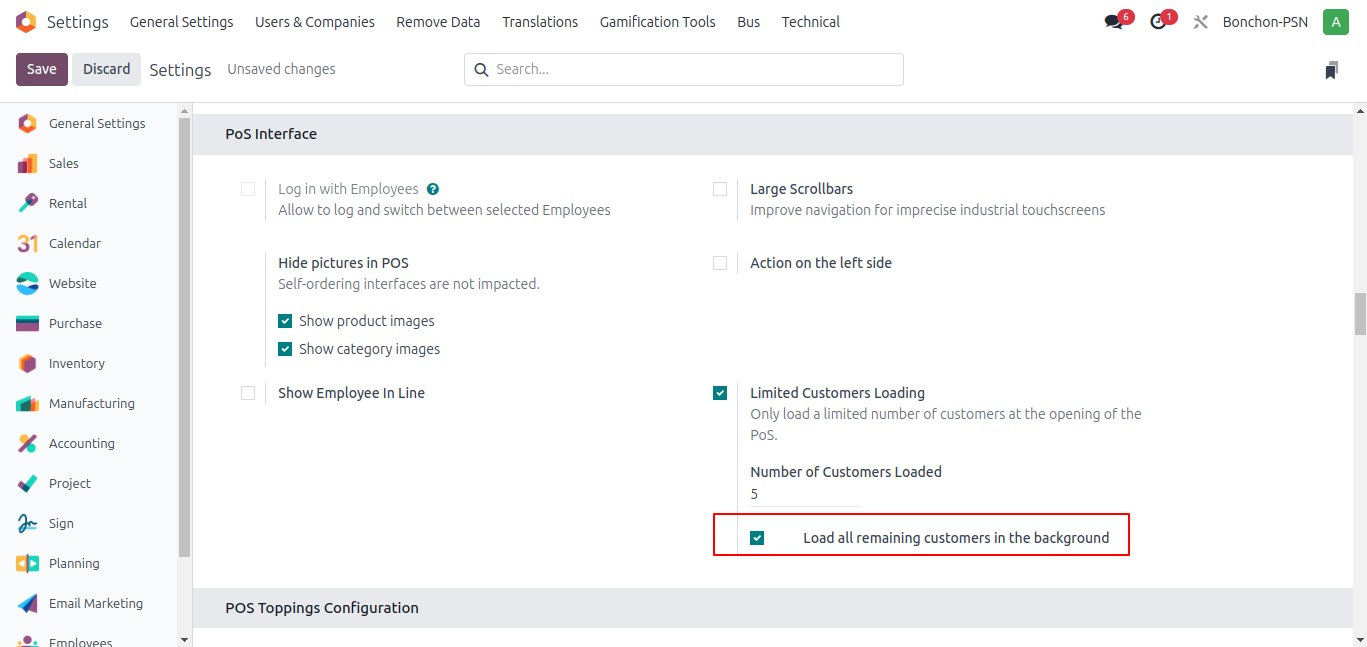 Settings
General Settings
Users & Companies
Remove Data
Translations
Gamification Tools
Bus
Technical
6
1
Bonchon-PSN
A
Save
Discard
Settings
Unsaved changes
Search...
General Settings
Sales
Rental
31
Calendar
Website
Purchase
Inventory
Manufacturing
Accounting
Project
Sign
Planning
Email Marketing
Employees
PoS Interface
Log in with Employees ?
Allow to log and switch between selected Employees
Large Scrollbars
Improve navigation for imprecise industrial touchscreens
Hide pictures in POS
Self-ordering interfaces are not impacted.
Show product images
Show category images
Action on the left side
Show Employee In Line
Limited Customers Loading
Only load a limited number of customers at the opening of the
PoS.
Number of Customers Loaded
5
Load all remaining customers in the background
POS Toppings Configuration